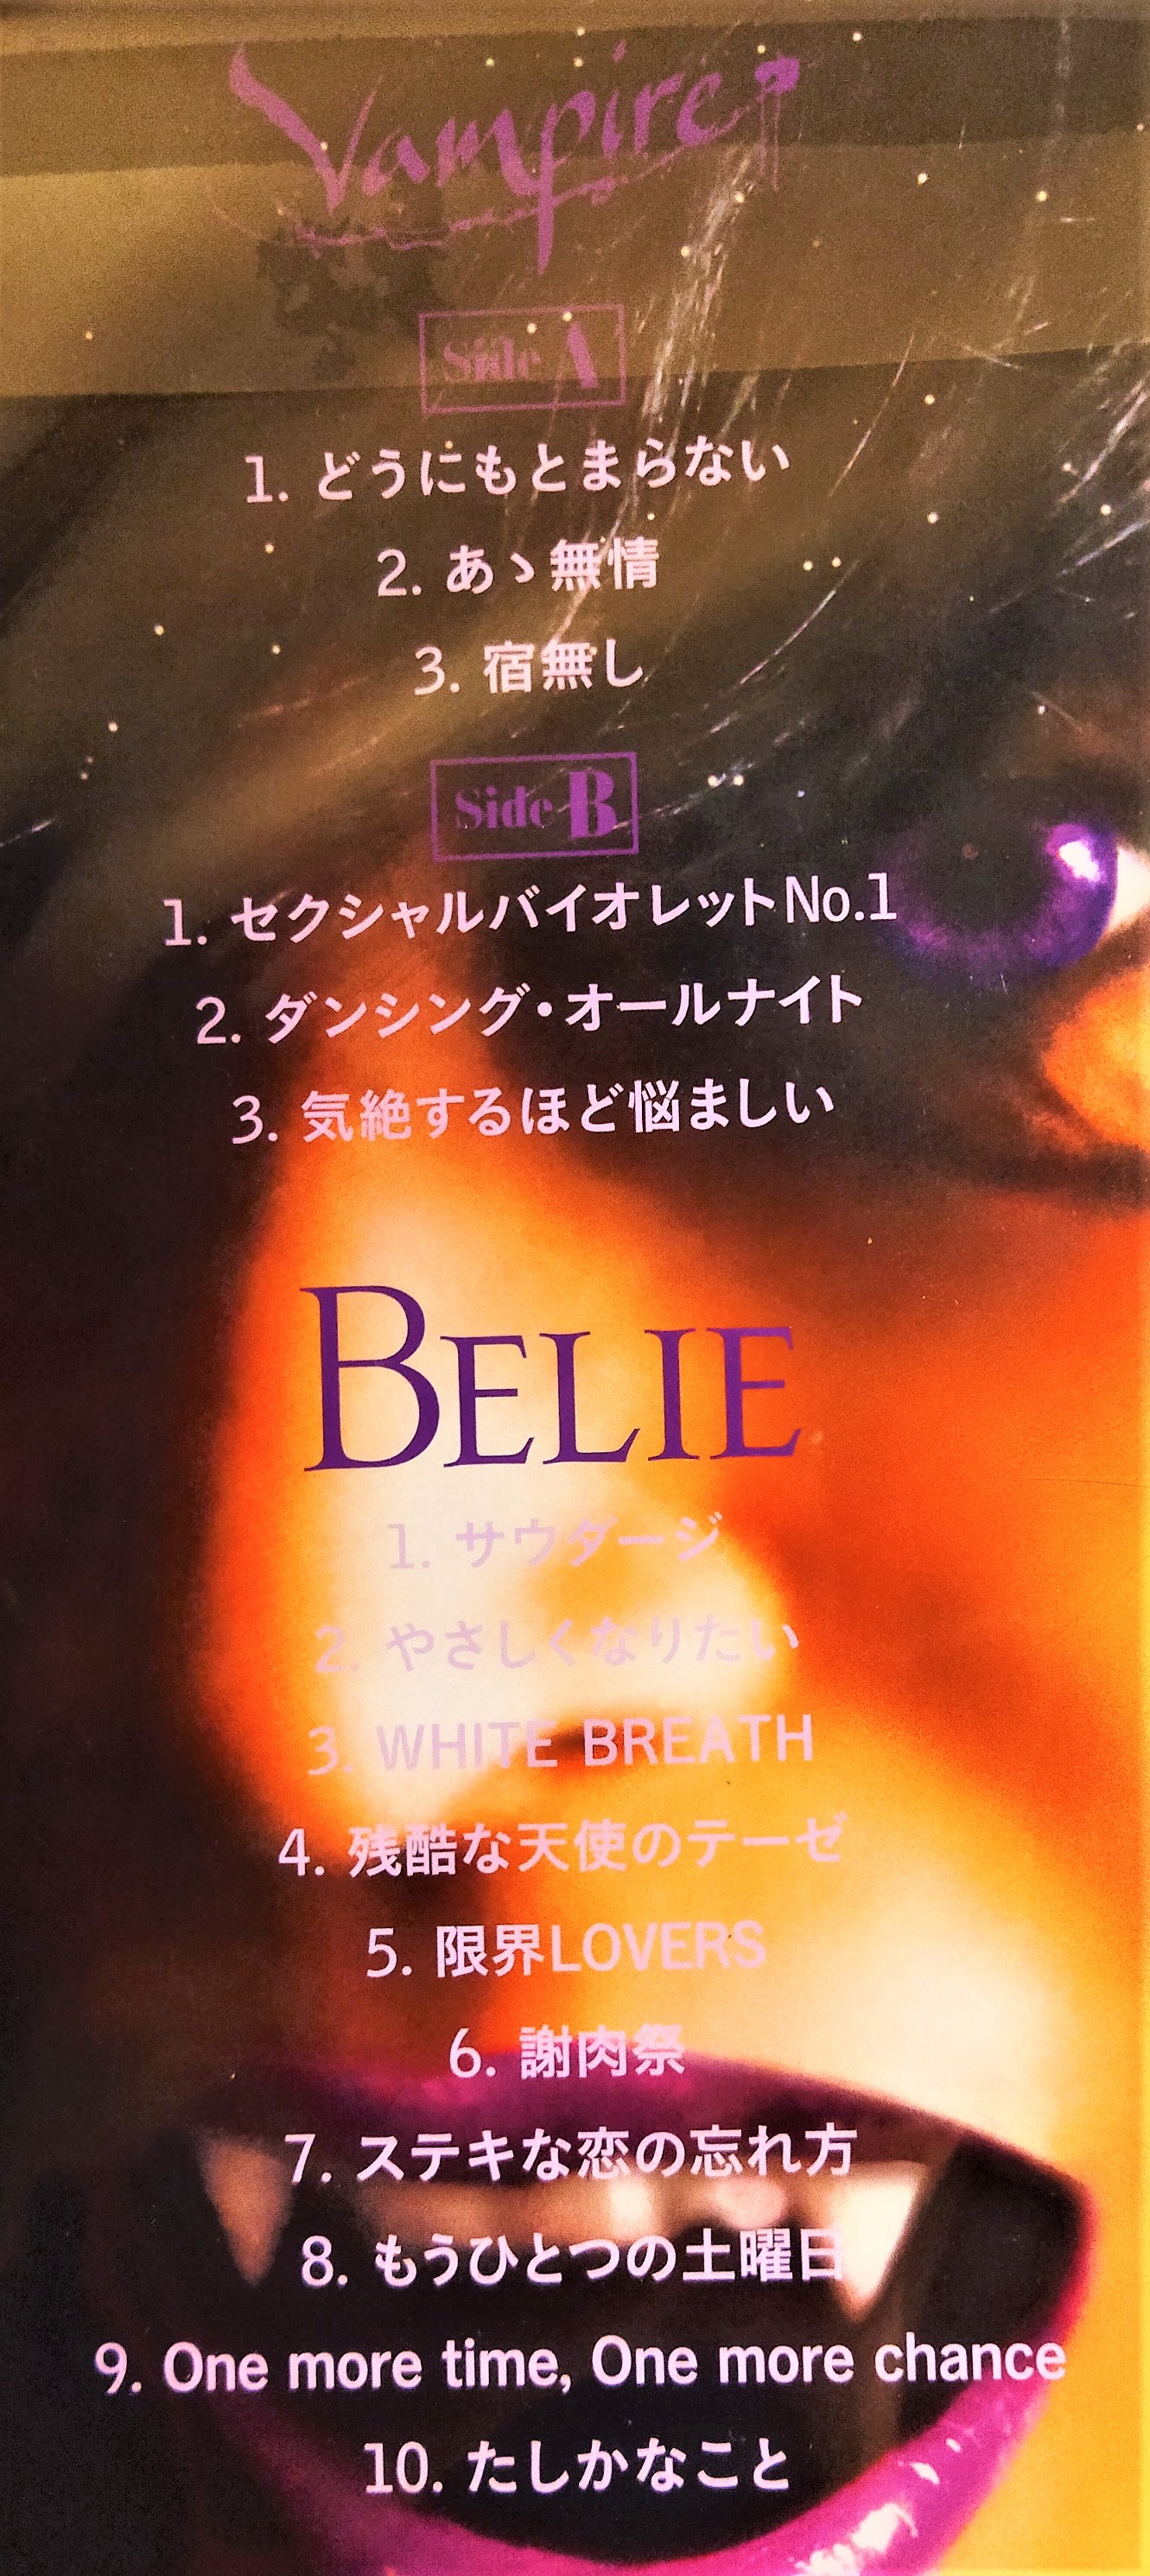 Vampire
Side A
1. どうにもとまらない
2. あゝ無情
3. 宿無し
Side B
1. セクシャルバイオレットNo.1
2. ダンシング・オールナイト
3. 気絶するほど悩ましい
BELIE
1. サウダージ
2. やさしくなりたい
3. WHITE BREATH
4. 残酷な天使のテーゼ
5. 限界LOVERS
6. 謝肉祭
7. ステキな恋の忘れ方
8. もうひとつの土曜日
9. One more time, One more chance
10. たしかなこと